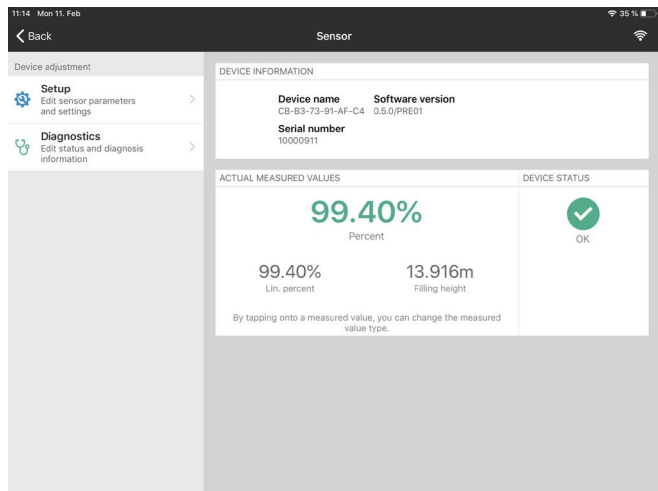 11:14 Mon 11. Feb
35 %
Back
Sensor
Device adjustment
Setup
Edit sensor parameters
and settings
Diagnostics
Edit status and diagnosis
information
DEVICE INFORMATION
Device name
CB-B3-73-91-AF-C4
Software version
0.5.0/PRE01
Serial number
10000911
ACTUAL MEASURED VALUES
99.40%
Percent
99.40%
Lin. percent
13.916m
Filling height
By tapping onto a measured value, you can change the measured
value type.
DEVICE STATUS
OK